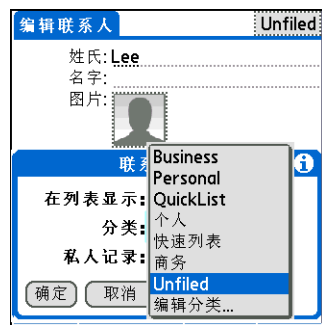 编辑联系人 Unfiled
姓氏: Lee
名字:
图片:
联系
在列表显示:
分类:
私人记录:
Business
Personal
QuickList
个人
快速列表
商务
Unfiled
编辑分类...
确定 取消